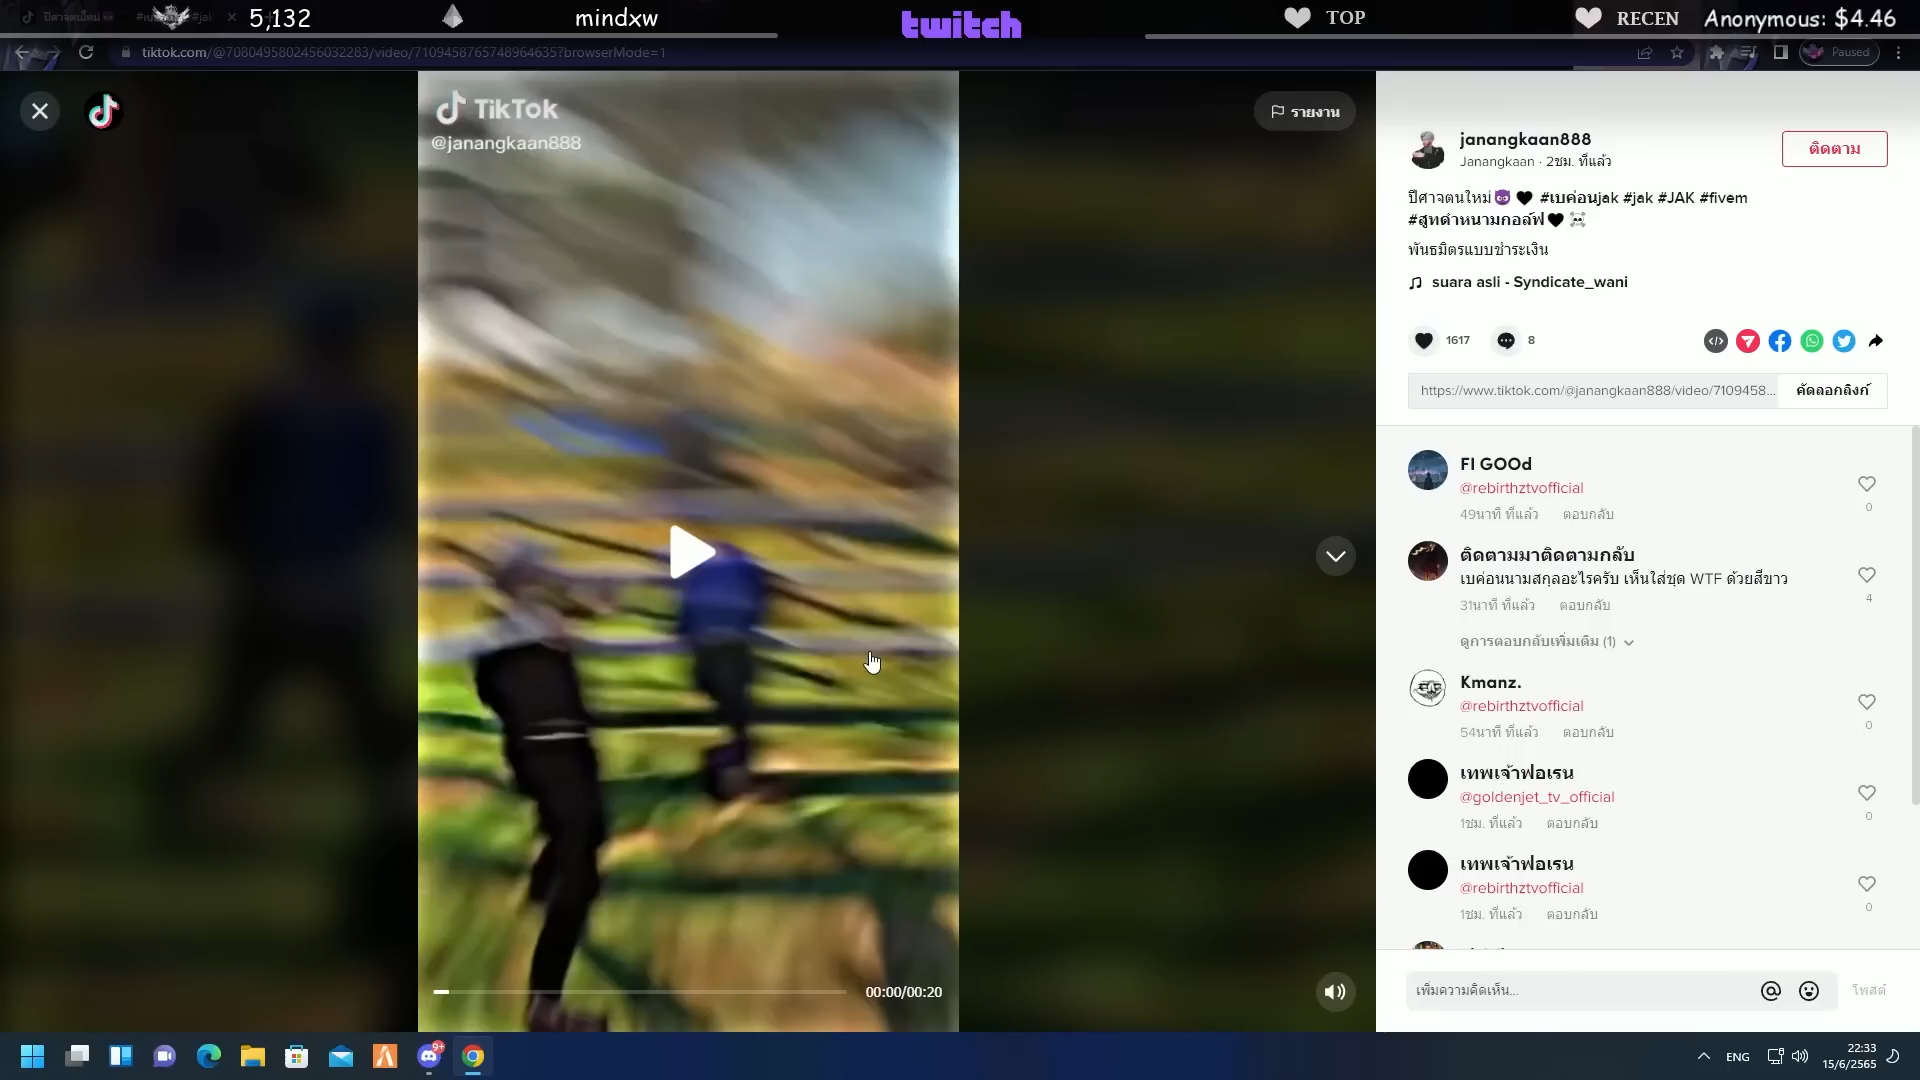 5,132
mindxw
twitch
TOP
RECEN
Anonymous: $4.46
tiktok.com/@7080495802456032283/video/7109458765748964635?browserMode=1
Paused
TikTok
@janangkaan888
รายงาน
janangkaan888
Janangkaan · 2ชม. ที่แล้ว
ติดตาม
ปีศาจตนใหม่😈 🖤 #เบค่อนjak #jak #JAK #fivem
#สูทดำหนามกอล์ฟ🖤 ☠️
พันธมิตรแบบชำระเงิน
suara asli - Syndicate_wani
1617
8
https://www.tiktok.com/@janangkaan888/video/7109458...
คัดลอกลิงก์
FI GOOd
@rebirthztvofficial
49นาที ที่แล้ว ตอบกลับ
0
ติดตามมาติดตามกลับ
เบค่อนนามสกุลอะไรครับ เห็นใส่ชุด WTF ด้วยสีขาว
4
31นาที ที่แล้ว ตอบกลับ
ดูการตอบกลับเพิ่มเติม (1)
Kmanz.
@rebirthztvofficial
0
54นาที ที่แล้ว ตอบกลับ
เทพเจ้าฟอเรน
@goldenjet_tv_official
0
1ชม. ที่แล้ว ตอบกลับ
เทพเจ้าฟอเรน
@rebirthztvofficial
0
1ชม. ที่แล้ว ตอบกลับ
00:00/00:20
เพิ่มความคิดเห็น...
โพสต์
9+
ENG
22:33
15/6/2565